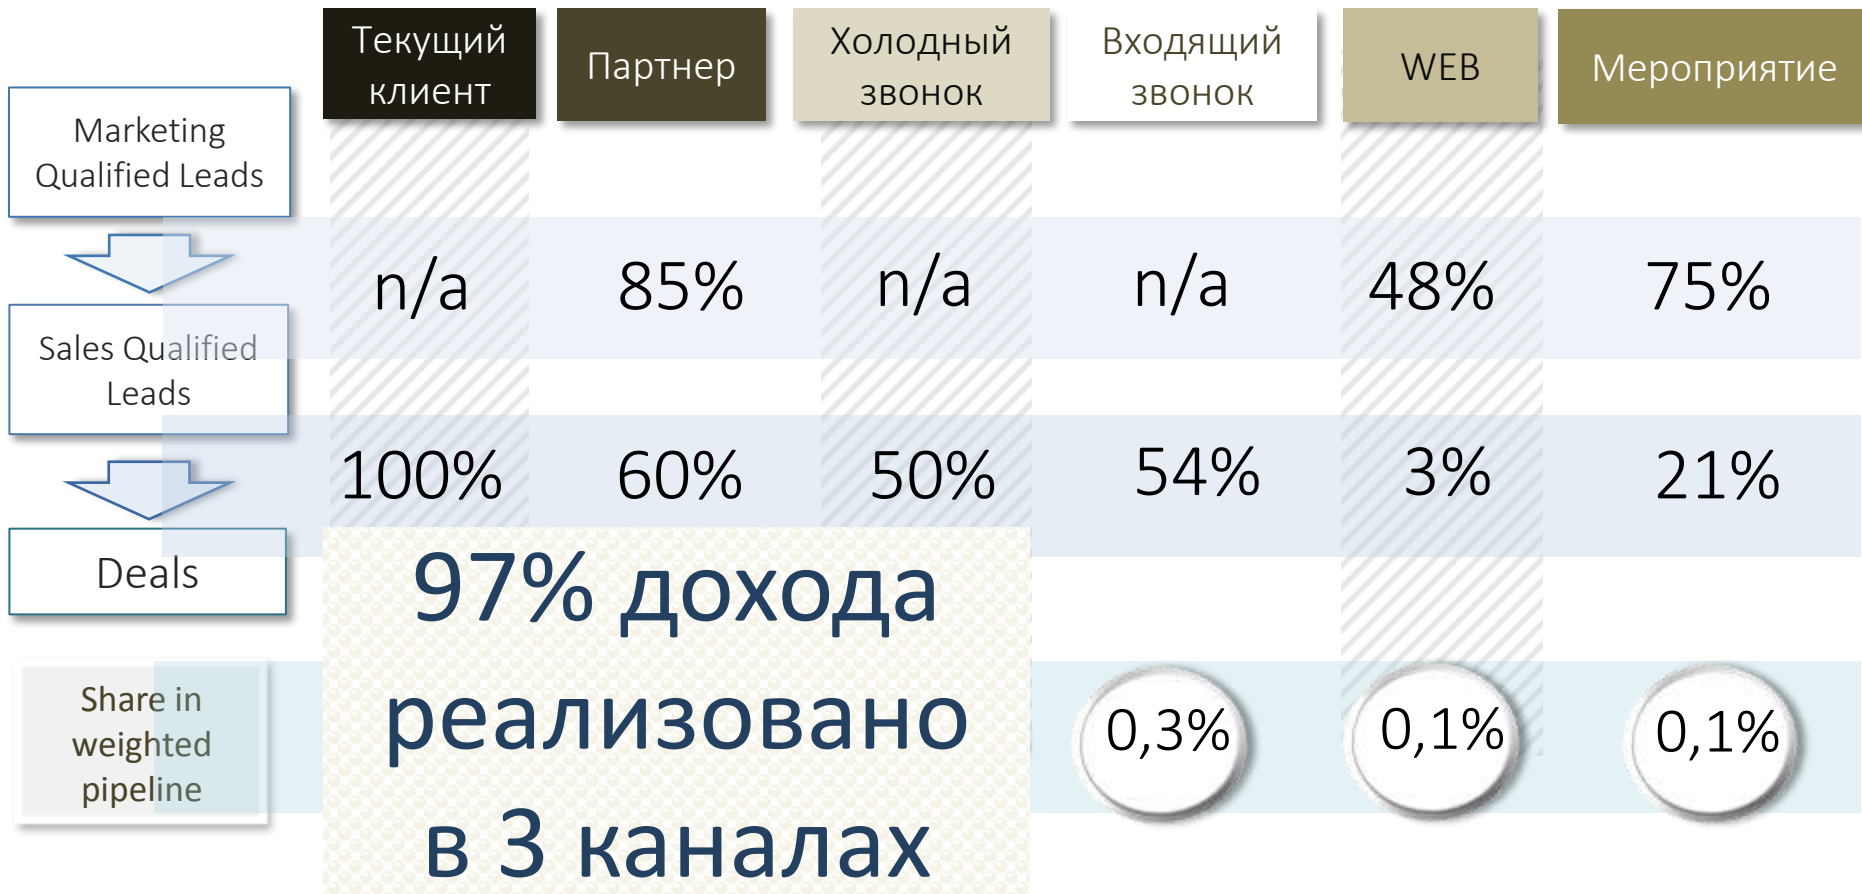 Текущий
клиент
Партнер
Холодный
звонок
Входящий
звонок
WEB
Мероприятие
Marketing
Qualified Leads
n/a
85%
n/a
n/a
48%
75%
Sales Qualified
Leads
100%
60%
50%
54%
3%
21%
Deals
97% дохода
реализовано
в 3 каналах
Share in
weighted
pipeline
0,3%
0,1%
0,1%